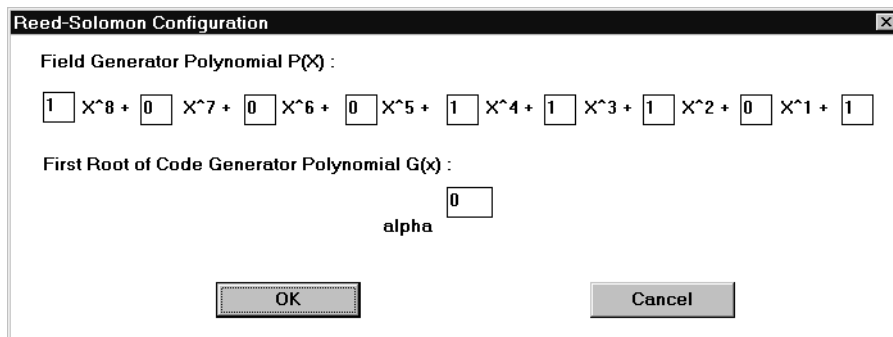 Reed-Solomon Configuration
Field Generator Polynomial P(X) :
1 X^8 + 0 X^7 + 0 X^6 + 0 X^5 + 1 X^4 + 1 X^3 + 1 X^2 + 0 X^1 + 1
First Root of Code Generator Polynomial G(x) :
0
alpha
OK Cancel